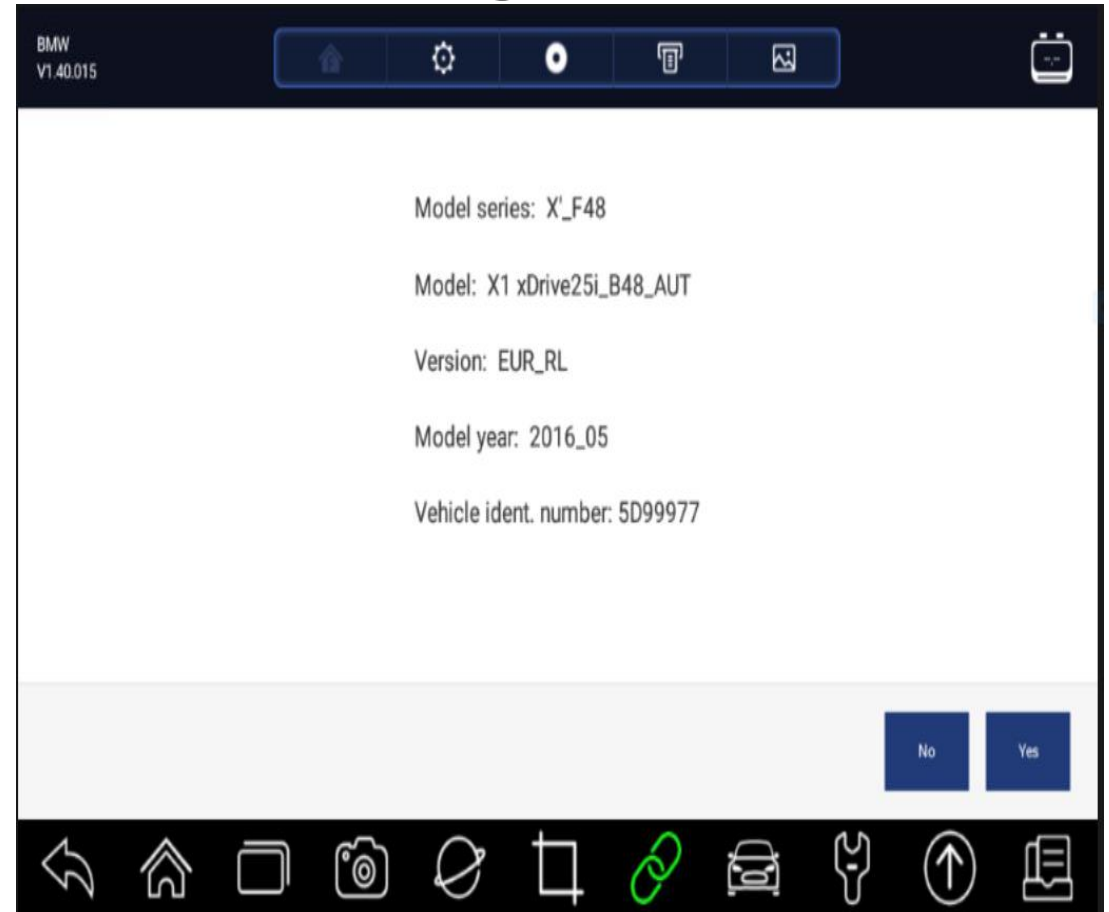 BMW
V1.40.015
--.--
Model series: X'_F48
Model: X1 xDrive25i_B48_AUT
Version: EUR_RL
Model year: 2016_05
Vehicle ident. number: 5D99977
No
Yes